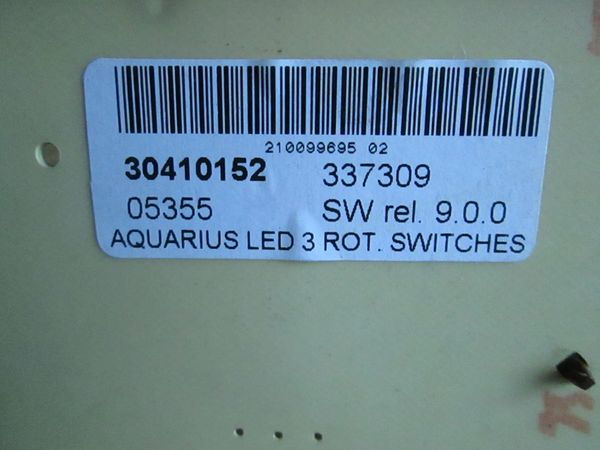 210099695 02
30410152 337309
05355 SW rel. 9.0.0
AQUARIUS LED 3 ROT. SWITCHES